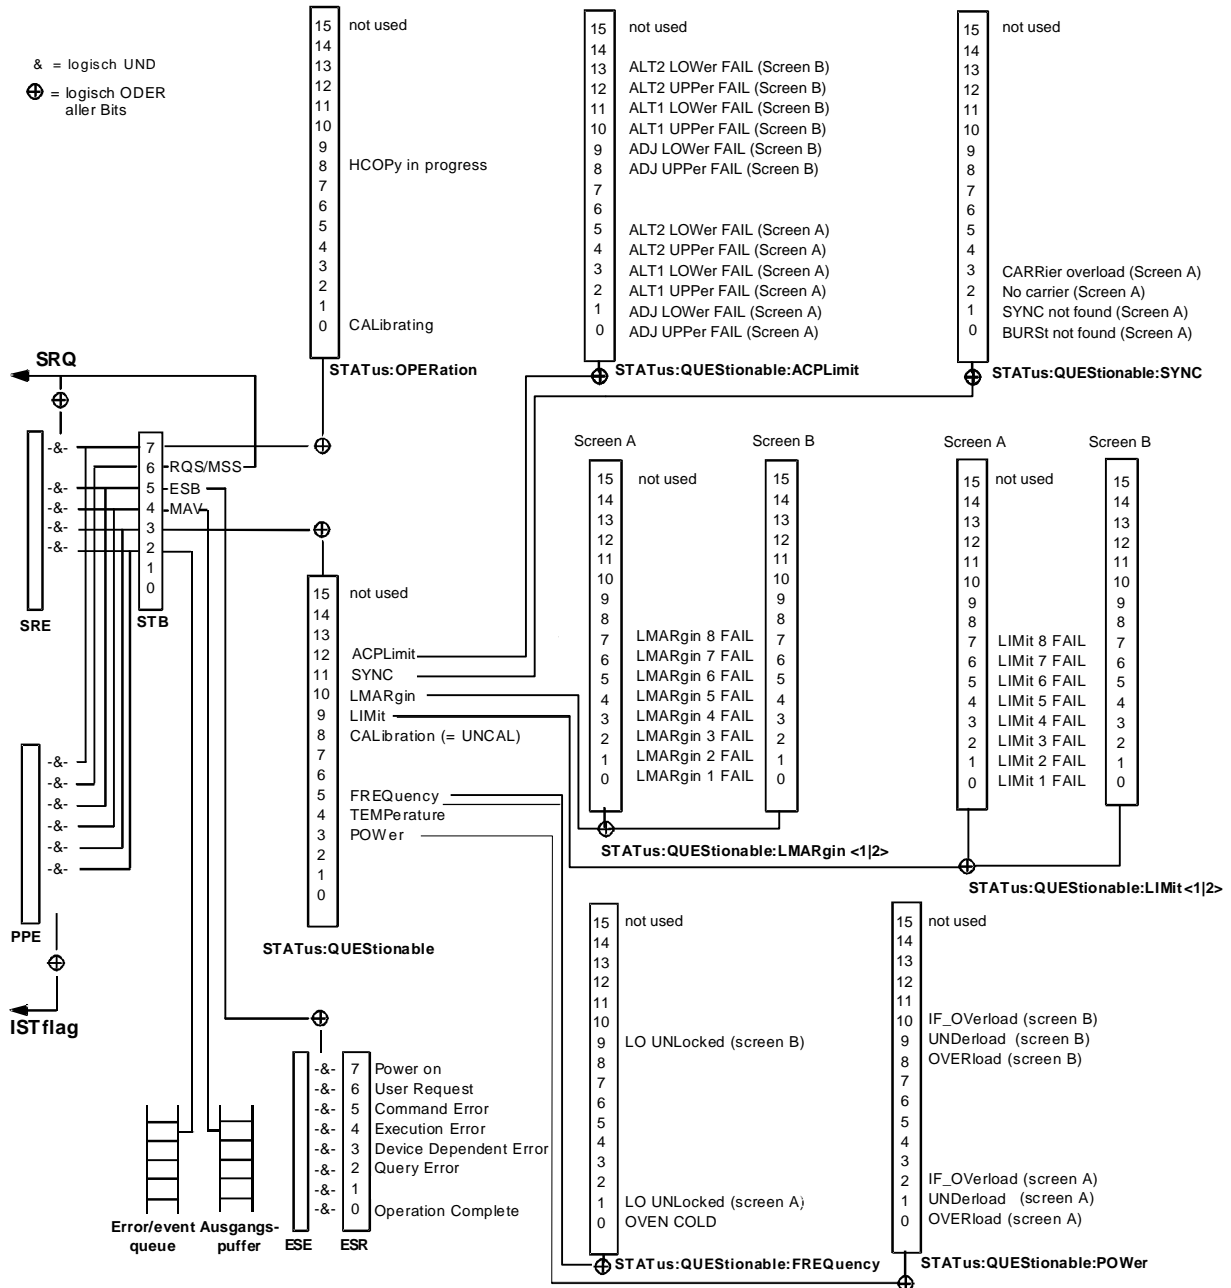 & = logisch UND
⊕ = logisch ODER
aller Bits
15 not used
14
13
12
11
10
9
8 HCOPy in progress
7
6
5
4
3
2
1
0 CALibrating
STATus:OPERation
15 not used
14
13 ALT2 LOWer FAIL (Screen B)
12 ALT2 UPPer FAIL (Screen B)
11 ALT1 LOWer FAIL (Screen B)
10 ALT1 UPPer FAIL (Screen B)
9 ADJ LOWer FAIL (Screen B)
8 ADJ UPPer FAIL (Screen B)
7
6
5 ALT2 LOWer FAIL (Screen A)
4 ALT2 UPPer FAIL (Screen A)
3 ALT1 LOWer FAIL (Screen A)
2 ALT1 UPPer FAIL (Screen A)
1 ADJ LOWer FAIL (Screen A)
0 ADJ UPPer FAIL (Screen A)
STATus:QUEStionable:ACPLimit
15 not used
14
13
12
11
10
9
8
7
6
5
4
3 CARRier overload (Screen A)
2 No carrier (Screen A)
1 SYNC not found (Screen A)
0 BURSt not found (Screen A)
STATus:QUEStionable:SYNC
SRQ
-&-
-&-
-&-
-&-
-&-
SRE
7
6 RQS/MSS
5 ESB
4 MAV
3
2
1
0
STB
15 not used
14
13
12 ACPLimit
11 SYNC
10 LMARgin
9 LIMit
8 CALibration (= UNCAL)
7
6
5 FREQuency
4 TEMPerature
3 POWer
2
1
0
STATus:QUEStionable
Screen A
Screen B
15 not used 15
14 14
13 13
12 12
11 11
10 10
9 9
8 8
7 LMARgin 8 FAIL 7
6 LMARgin 7 FAIL 6
5 LMARgin 6 FAIL 5
4 LMARgin 5 FAIL 4
3 LMARgin 4 FAIL 3
2 LMARgin 3 FAIL 2
1 LMARgin 2 FAIL 1
0 LMARgin 1 FAIL 0
STATus:QUEStionable:LMARgin <1|2>
Screen A
Screen B
15 not used 15
14 14
13 13
12 12
11 11
10 10
9 9
8 8
7 LIMit 8 FAIL 7
6 LIMit 7 FAIL 6
5 LIMit 6 FAIL 5
4 LIMit 5 FAIL 4
3 LIMit 4 FAIL 3
2 LIMit 3 FAIL 2
1 LIMit 2 FAIL 1
0 LIMit 1 FAIL 0
STATus:QUEStionable:LIMit<1|2>
-&-
-&-
-&-
-&-
-&-
-&-
PPE
ISTflag
15 not used
14
13
12
11
10
9 LO UNLocked (screen B)
8
7
6
5
4
3
2
1 LO UNLocked (screen A)
0 OVEN COLD
STATus:QUEStionable:FREQuency
15 not used
14
13
12
11
10 IF_OVerload (screen B)
9 UNDerload (screen B)
8 OVERload (screen B)
7
6
5
4
3
2 IF_OVerload (screen A)
1 UNDerload (screen A)
0 OVERload (screen A)
STATus:QUEStionable:POWer
-&- 7 Power on
-&- 6 User Request
-&- 5 Command Error
-&- 4 Execution Error
-&- 3 Device Dependent Error
-&- 2 Query Error
-&- 1
-&- 0 Operation Complete
ESE ESR
Error/event
queue
Ausgangs-
puffer